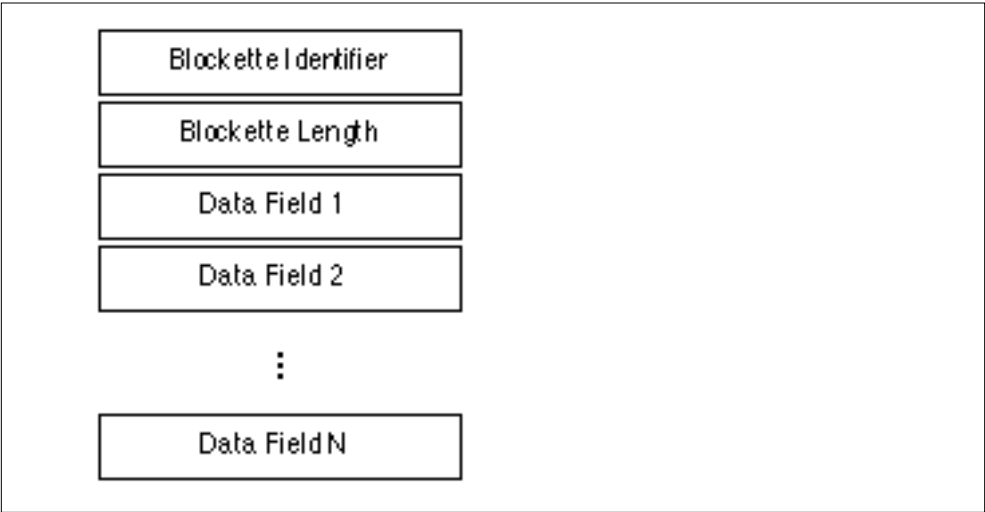 Blockette Identifier
Blockette Length
Data Field 1
Data Field 2
⋮
Data Field N